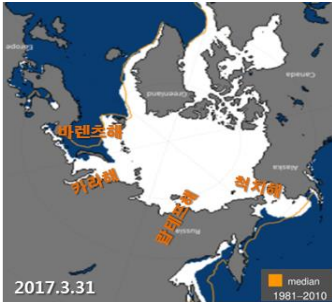 Europe
Canada
Greenland
바렌츠해
Alaska
카라해
척치해
랍테프해
Russia
2017.3.31
median
1981–2010